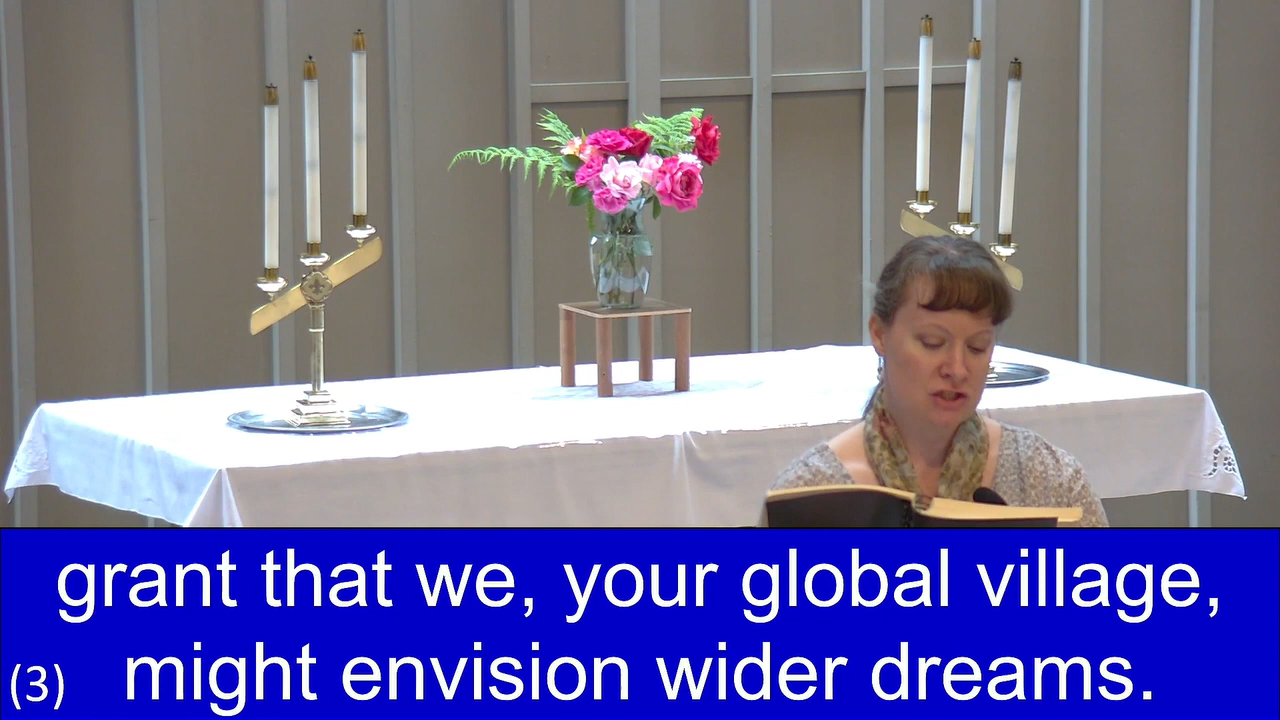 grant that we, your global village,
(3) might envision wider dreams.